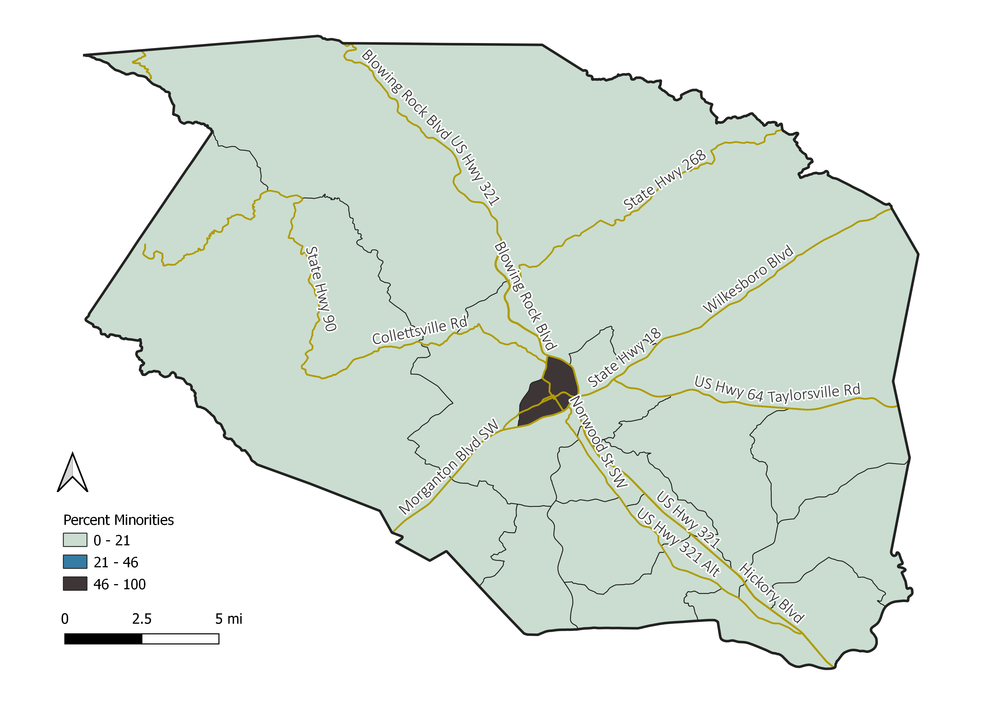 Blowing Rock Blvd US Hwy 321
State Hwy 268
Blowing Rock Blvd
Wilkesboro Blvd
State Hwy 90
Collettsville Rd
State Hwy 18
US Hwy 64 Taylorsville Rd
Norwood St SW
Morganton Blvd SW
US Hwy 321
US Hwy 321 Alt
Hickory Blvd
Percent Minorities
0 - 21
21 - 46
46 - 100
0 2.5 5 mi